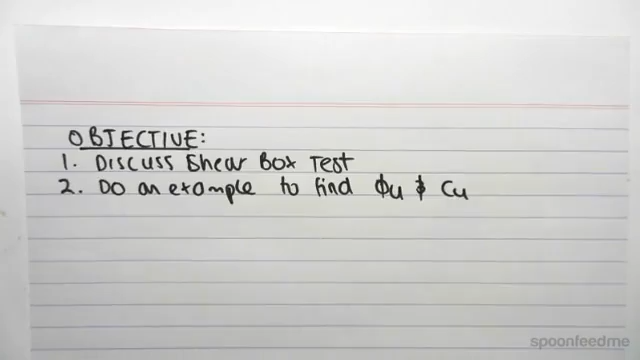 OBJECTIVE:
1. DISCUSS Shear Box Test
2. DO an example to find ϕu & Cu
spoonfeedme